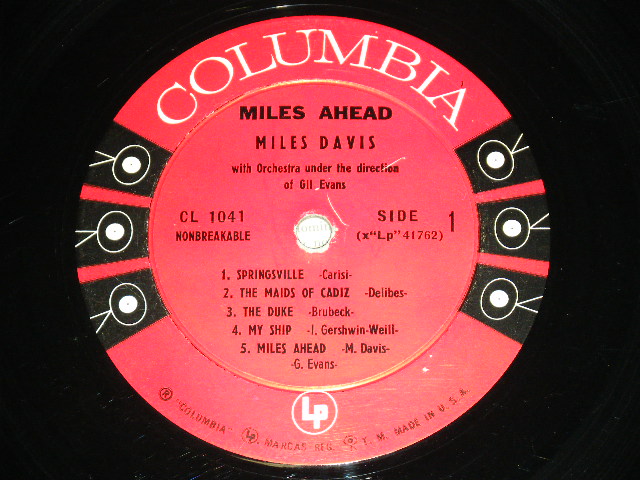 COLUMBIA
MILES AHEAD
MILES DAVIS
with Orchestra under the direction
of Gil Evans
CL 1041
NONBREAKABLE
SIDE 1
(x"Lp"41762)
1. SPRINGSVILLE -Carisi-
2. THE MAIDS OF CADIZ -Delibes-
3. THE DUKE -Brubeck-
4. MY SHIP -I. Gershwin-Weill-
5. MILES AHEAD -M. Davis-
-G. Evans-
Lp
® "COLUMBIA" Lp MARCAS REG. T. M. MADE IN U. S. A.